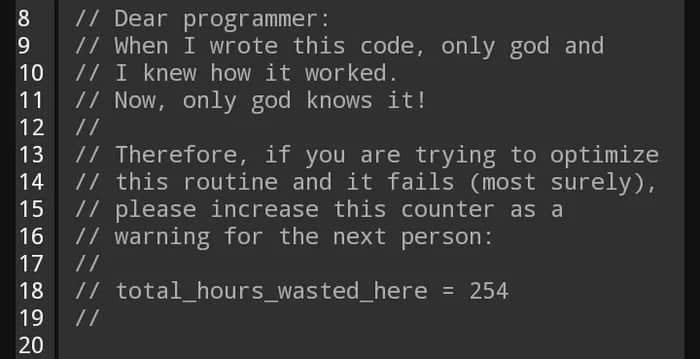 8 // Dear programmer:
9 // When I wrote this code, only god and
10 // I knew how it worked.
11 // Now, only god knows it!
12 //
13 // Therefore, if you are trying to optimize
14 // this routine and it fails (most surely),
15 // please increase this counter as a
16 // warning for the next person:
17 //
18 // total_hours_wasted_here = 254
19 //
20